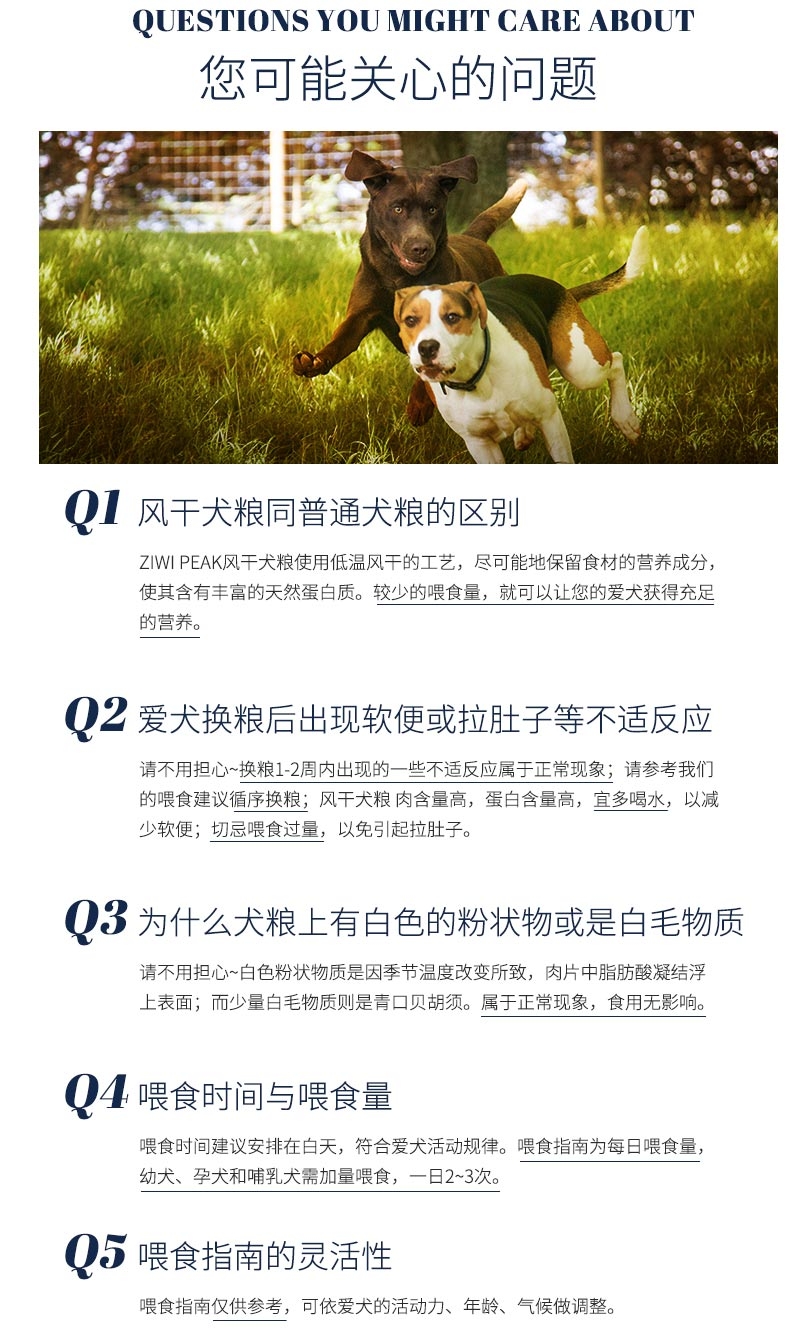 QUESTIONS YOU MIGHT CARE ABOUT
您可能关心的问题
Q1 风干犬粮同普通犬粮的区别
ZIWI PEAK风干犬粮使用低温风干的工艺，尽可能地保留食材的营养成分，
使其含有丰富的天然蛋白质。较少的喂食量，就可以让您的爱犬获得充足
的营养。
Q2 爱犬换粮后出现软便或拉肚子等不适反应
请不用担心~换粮1-2周内出现的一些不适反应属于正常现象；请参考我们
的喂食建议循序换粮；风干犬粮 肉含量高，蛋白含量高，宜多喝水，以减
少软便；切忌喂食过量，以免引起拉肚子。
Q3 为什么犬粮上有白色的粉状物或是白毛物质
请不用担心~白色粉状物质是因季节温度改变所致，肉片中脂肪酸凝结浮
上表面；而少量白毛物质则是青口贝胡须。属于正常现象，食用无影响。
Q4 喂食时间与喂食量
喂食时间建议安排在白天，符合爱犬活动规律。喂食指南为每日喂食量，
幼犬、孕犬和哺乳犬需加量喂食，一日2~3次。
Q5 喂食指南的灵活性
喂食指南仅供参考，可依爱犬的活动力、年龄、气候做调整。